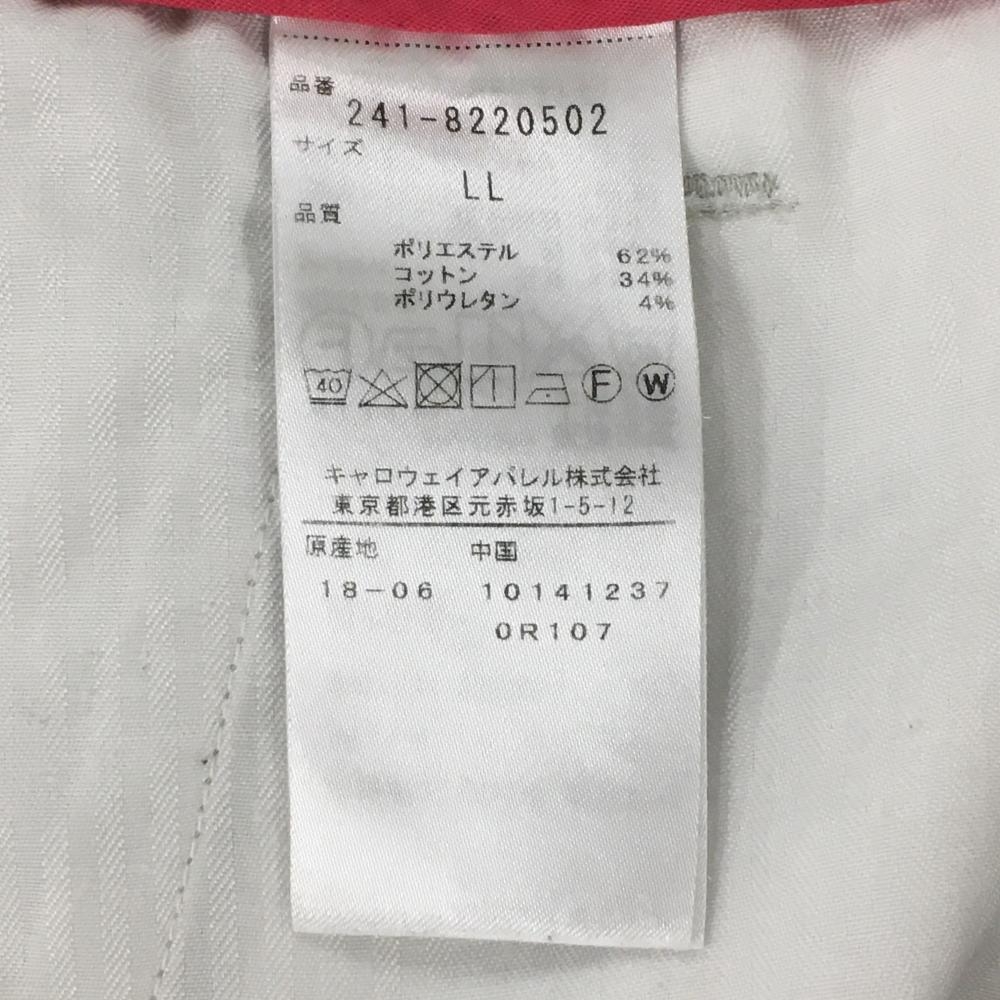 品番
241-8220502
サイズ
LL
品質
ポリエステル 62%
コットン 34%
ポリウレタン 4%
40 F W
キャロウェイアパレル株式会社
東京都港区元赤坂1-5-12
原産地 中国
18-06 10141237
0R107